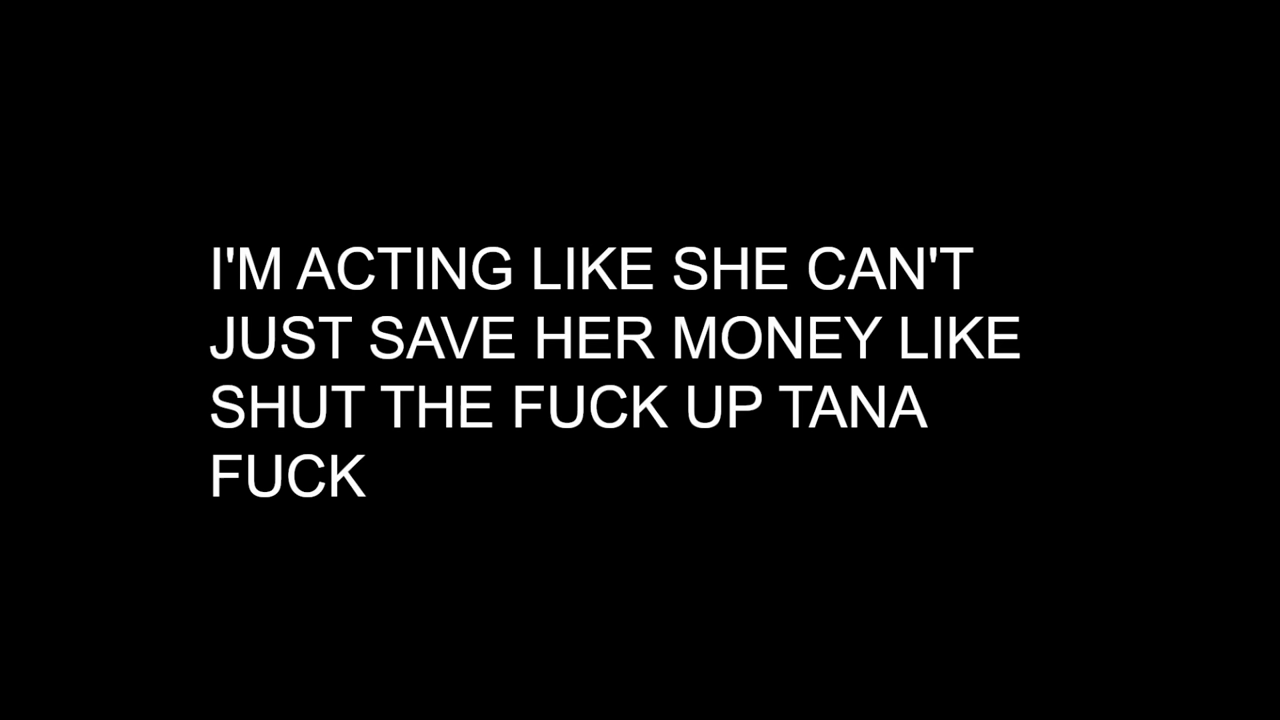 I'M ACTING LIKE SHE CAN'T
JUST SAVE HER MONEY LIKE
SHUT THE FUCK UP TANA
FUCK